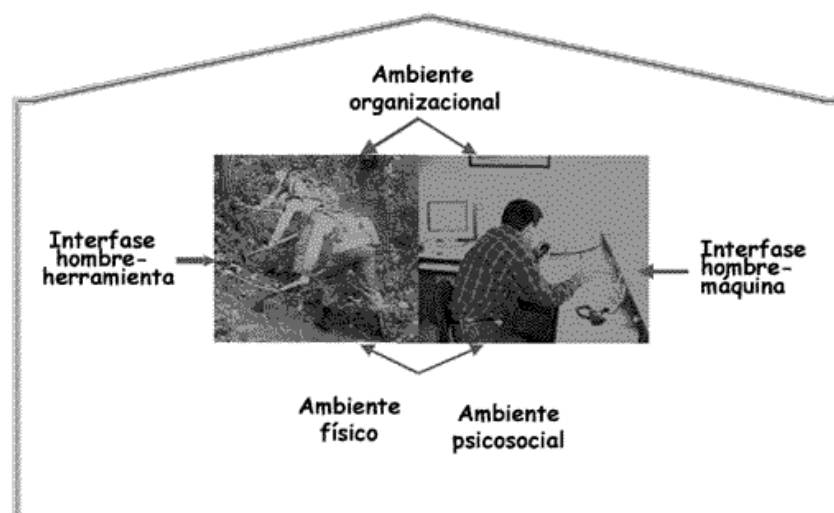 Ambiente
organizacional
Interfase
hombre-
herramienta
Interfase
hombre-
máquina
Ambiente
físico
Ambiente
psicosocial